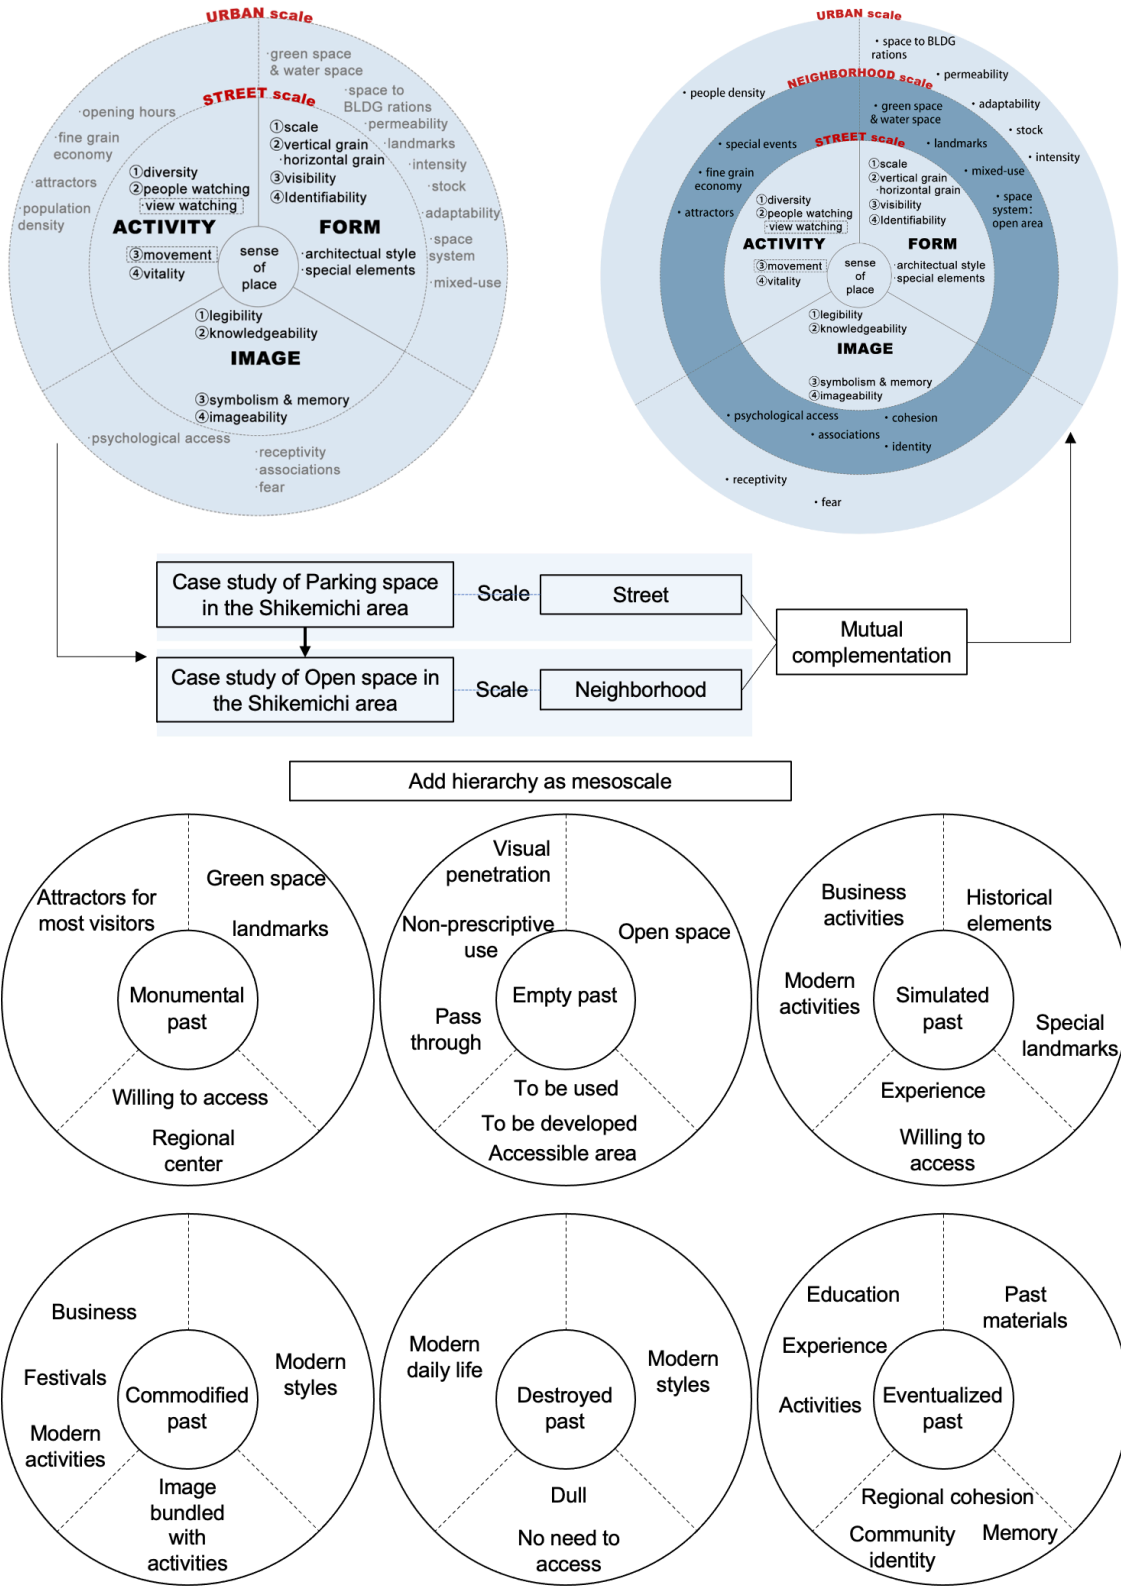 URBAN scale
·green space
& water space
STREET scale
·space to
BLDG rations
·permeability
·landmarks
·intensity
·stock
·adaptability
·space
system
·mixed-use
·opening hours
·fine grain
economy
·attractors
·population
density
①diversity
②people watching
·view watching
ACTIVITY
③movement
④vitality
①scale
②vertical grain
·horizontal grain
③visibility
④Identifiability
FORM
·architectural style
·special elements
sense
of
place
①legibility
②knowledgeability
IMAGE
③symbolism & memory
④imageability
·psychological access
·receptivity
·associations
·fear
URBAN scale
・space to BLDG
rations
・permeability
・adaptability
・stock
・intensity
・people density
NEIGHBORHOOD scale
・green space
& water space
・landmarks
・mixed-use
・space
system:
open area
・special events
・fine grain
economy
・attractors
STREET scale
①diversity
②people watching
·view watching
ACTIVITY
③movement
④vitality
①scale
②vertical grain
·horizontal grain
③visibility
④Identifiability
FORM
·architectual style
·special elements
sense
of
place
①legibility
②knowledgeability
IMAGE
③symbolism & memory
④imageability
・psychological access
・cohesion
・associations
・identity
・receptivity
・fear
Case study of Parking space
in the Shikemichi area
Scale
Street
Case study of Open space in
the Shikemichi area
Scale
Neighborhood
Mutual
complementation
Add hierarchy as mesoscale
Attractors for
most visitors
Green space
landmarks
Monumental
past
Willing to access
Regional
center
Visual
penetration
Non-prescriptive
use
Pass
through
Open space
Empty past
To be used
To be developed
Accessible area
Business
activities
Modern
activities
Historical
elements
Special
landmarks
Simulated
past
Experience
Willing to
access
Business
Festivals
Modern
activities
Modern
styles
Commodified
past
Image
bundled
with
activities
Modern
daily life
Modern
styles
Destroyed
past
Dull
No need to
access
Education
Experience
Activities
Past
materials
Eventualized
past
Regional cohesion
Community
identity
Memory